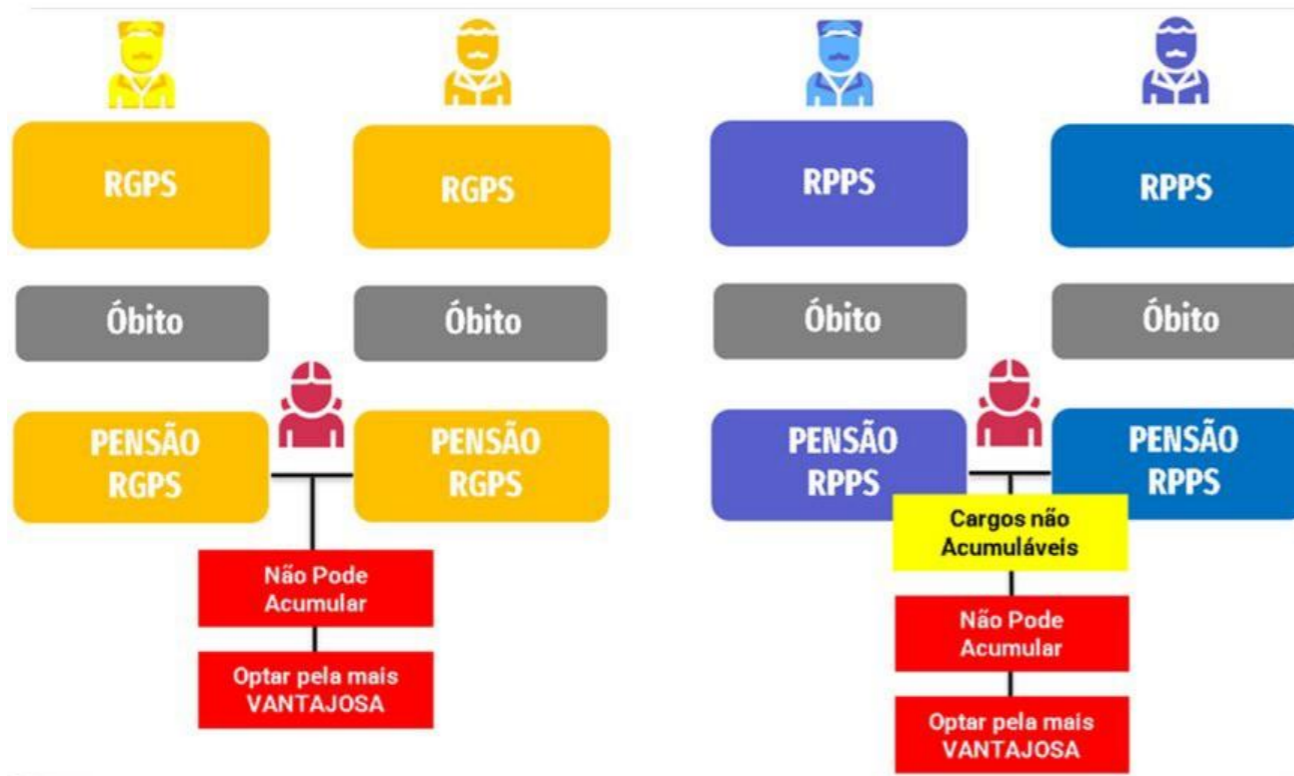 RGPS
RGPS
RPPS
RPPS
Óbito
Óbito
Óbito
Óbito
PENSÃO
RGPS
PENSÃO
RGPS
PENSÃO
RPPS
PENSÃO
RPPS
Não Pode
Acumular
Optar pela mais
VANTAJOSA
Cargos não
Acumuláveis
Não Pode
Acumular
Optar pela mais
VANTAJOSA